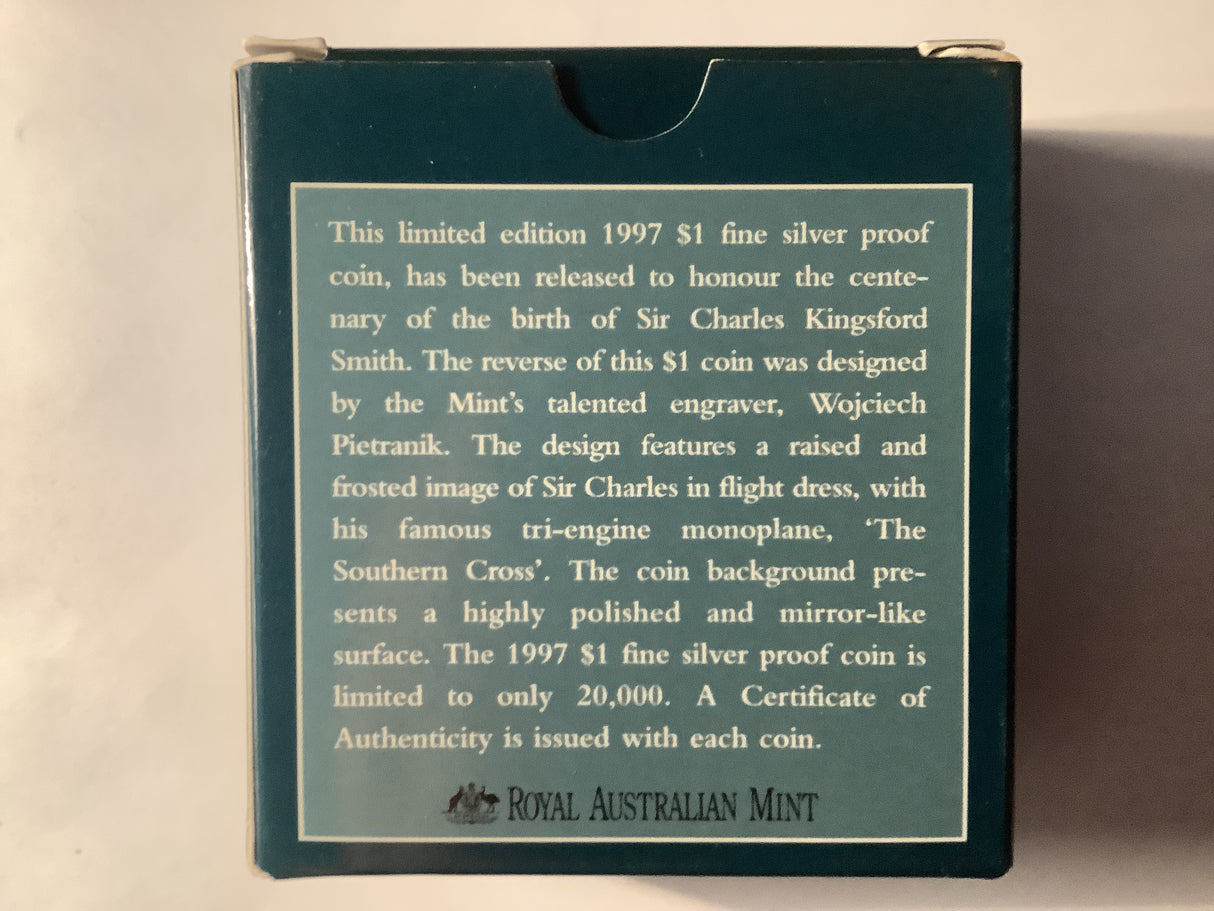 This limited edition 1997 $1 fine silver proof
coin, has been released to honour the cente-
nary of the birth of Sir Charles Kingsford
Smith. The reverse of this $1 coin was designed
by the Mint's talented engraver, Wojciech
Pietranik. The design features a raised and
frosted image of Sir Charles in flight dress, with
his famous tri-engine monoplane, ‘The
Southern Cross’. The coin background pre-
sents a highly polished and mirror-like
surface. The 1997 $1 fine silver proof coin is
limited to only 20,000. A Certificate of
Authenticity is issued with each coin.
ROYAL AUSTRALIAN MINT